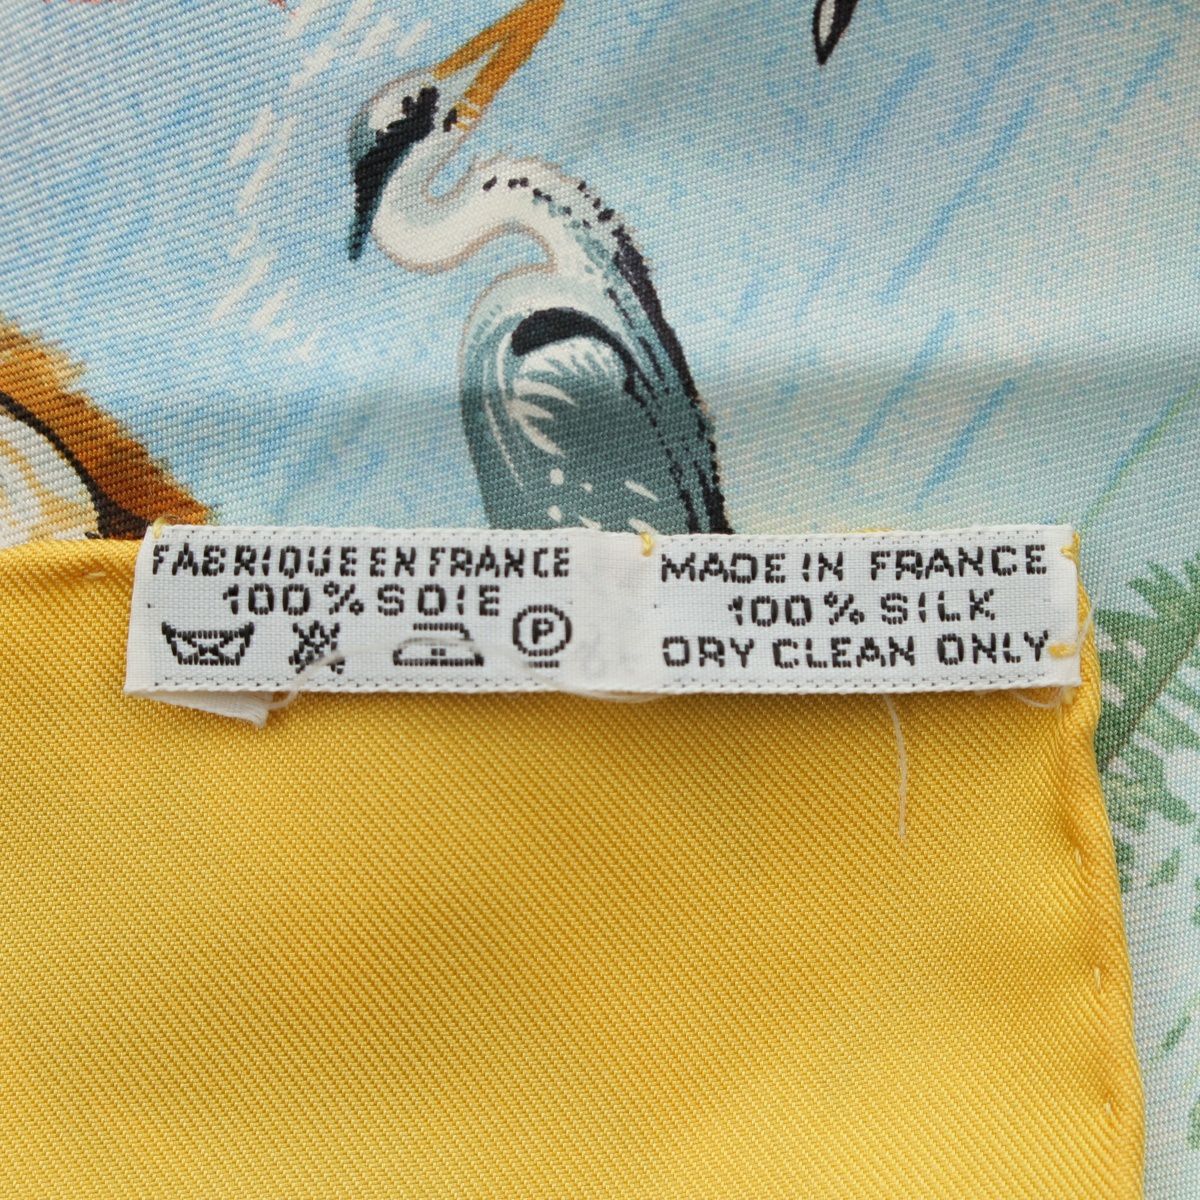 FABRIQUE EN FRANCE
100% SOIE
P
MADE IN FRANCE
100% SILK
DRY CLEAN ONLY